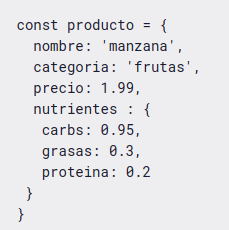 const producto = {
  nombre: 'manzana',
  categoria: 'frutas',
  precio: 1.99,
  nutrientes : {
   carbs: 0.95,
   grasas: 0.3,
   proteina: 0.2
 }
}